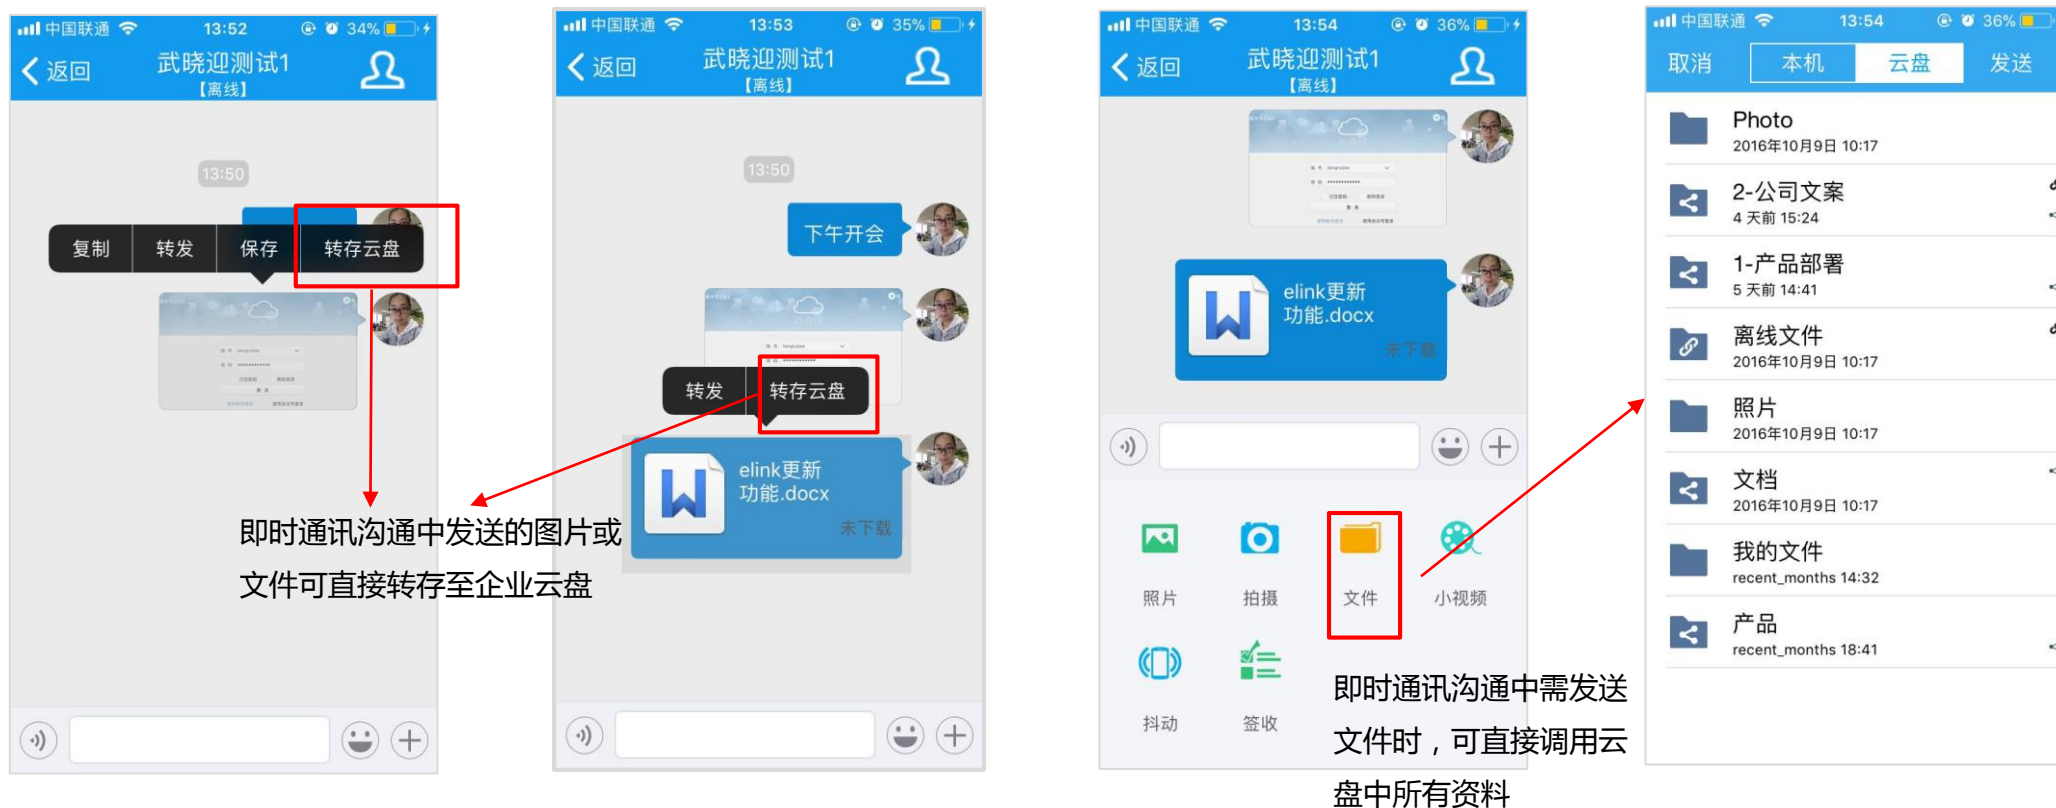 中国联通 13:52 34%
返回 武晓迎测试1
【离线】
13:50
复制 转发 保存 转存云盘
中国联通 13:53 35%
返回 武晓迎测试1
【离线】
13:50
下午开会
转发 转存云盘
elink更新
功能.docx
未下载
即时通讯沟通中发送的图片或
文件可直接转存至企业云盘
中国联通 13:54 36%
返回 武晓迎测试1
【离线】
elink更新
功能.docx
未下载
照片 拍摄 文件 小视频
抖动 签收
即时通讯沟通中需发送
文件时，可直接调用云
盘中所有资料
中国联通 13:54 36%
取消 本机 云盘 发送
Photo
2016年10月9日 10:17
2-公司文案
4 天前 15:24
1-产品部署
5 天前 14:41
离线文件
2016年10月9日 10:17
照片
2016年10月9日 10:17
文档
2016年10月9日 10:17
我的文件
recent_months 14:32
产品
recent_months 18:41